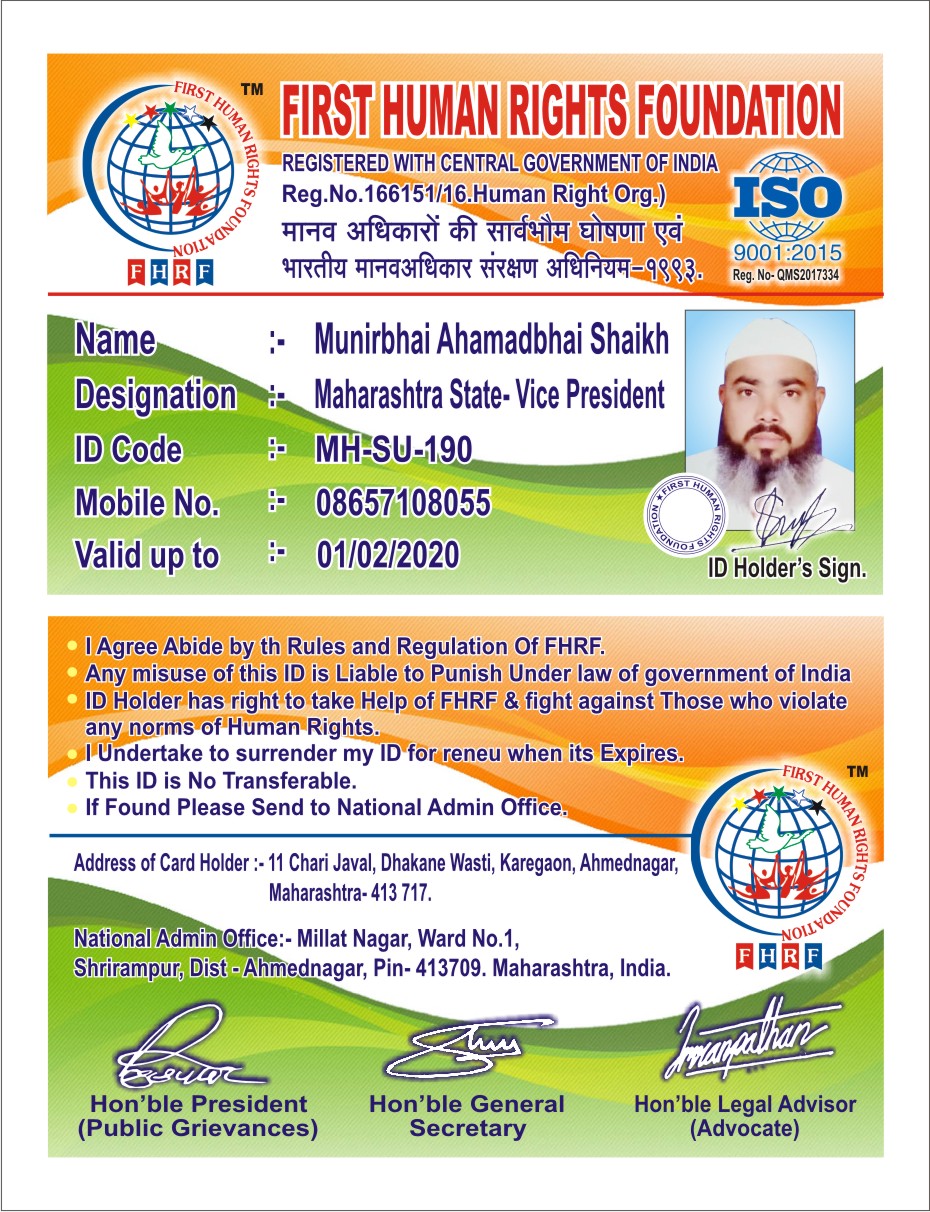 FIRST HUMAN RIGHTS FOUNDATION
FHRF
TM
FIRST HUMAN RIGHTS FOUNDATION
REGISTERED WITH CENTRAL GOVERNMENT OF INDIA
Reg.No.166151/16.Human Right Org.)
मानव अधिकारों की सार्वभौम घोषणा एवं
भारतीय मानवअधिकार संरक्षण अधिनियम-१९९३.
ISO
9001:2015
Reg. No- QMS2017334
Name :- Munirbhai Ahamadbhai Shaikh
Designation :- Maharashtra State- Vice President
ID Code :- MH-SU-190
Mobile No. :- 08657108055
Valid up to :- 01/02/2020
FIRST HUMAN RIGHTS FOUNDATION
ID Holder's Sign.
I Agree Abide by th Rules and Regulation Of FHRF.
Any misuse of this ID is Liable to Punish Under law of government of India
ID Holder has right to take Help of FHRF & fight against Those who violate
any norms of Human Rights.
I Undertake to surrender my ID for reneu when its Expires.
This ID is No Transferable.
If Found Please Send to National Admin Office.
FIRST HUMAN RIGHTS FOUNDATION
TM
FHRF
Address of Card Holder :- 11 Chari Javal, Dhakane Wasti, Karegaon, Ahmednagar,
Maharashtra- 413 717.
National Admin Office:- Millat Nagar, Ward No.1,
Shrirampur, Dist - Ahmednagar, Pin- 413709. Maharashtra, India.
Imranpathan
Hon'ble President
(Public Grievances)
Hon'ble General
Secretary
Hon'ble Legal Advisor
(Advocate)